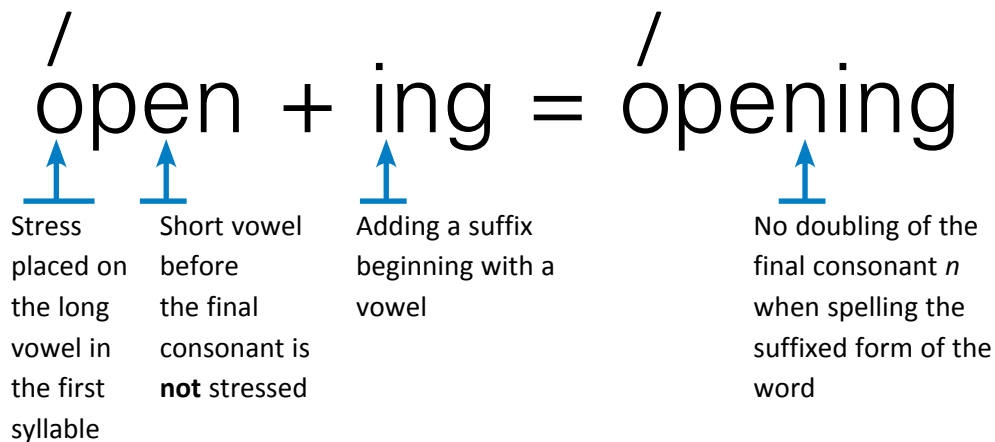 / /
open + ing = opening
Stress
placed on
the long
vowel in
the first
syllable
Short vowel
before
the final
consonant is
not stressed
Adding a suffix
beginning with a
vowel
No doubling of the
final consonant n
when spelling the
suffixed form of the
word